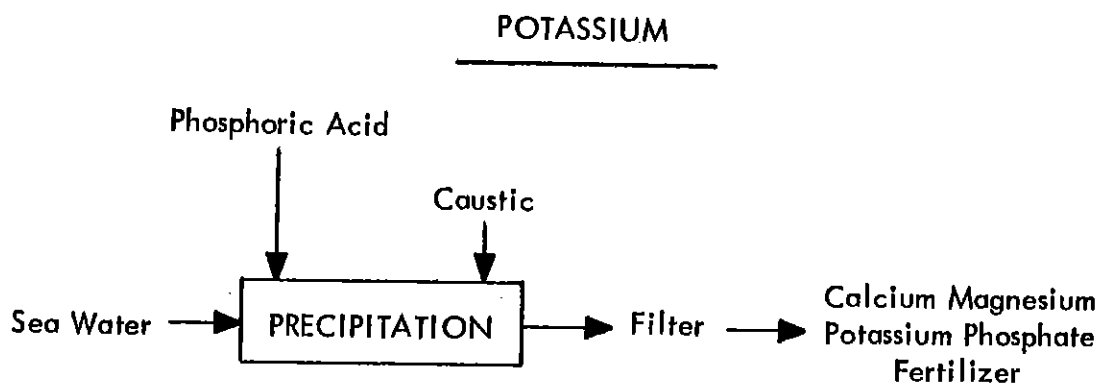 POTASSIUM
Phosphoric Acid
Caustic
Sea Water
PRECIPITATION
Filter
Calcium Magnesium
Potassium Phosphate
Fertilizer